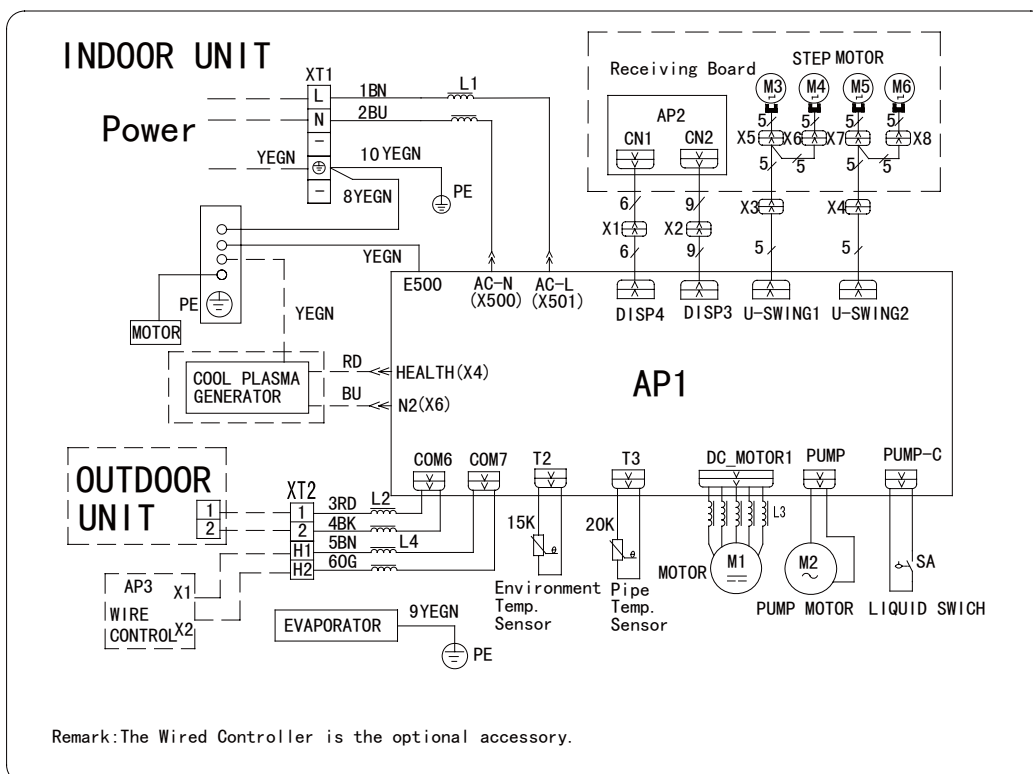 INDOOR UNIT
Power
XT1
L
N
1BN
2BU
L1
YEGN
10 YEGN
PE
8YEGN
YEGN
PE
MOTOR
YEGN
Receiving Board
STEP MOTOR
AP2
CN1
CN2
M3
M4
M5
M6
5
5
5
5
X5
X6
X7
X8
5
5
5
5
6
9
X1
X2
X3
X4
6
9
5
5
E500
AC-N
(X500)
AC-L
(X501)
DISP4
DISP3
U-SWING1
U-SWING2
COOL PLASMA
GENERATOR
RD
BU
HEALTH(X4)
N2(X6)
AP1
COM6
COM7
T2
T3
DC_MOTOR1
PUMP
PUMP-C
OUTDOOR
UNIT
1
2
XT2
1
2
H1
H2
3RD
4BK
5BN
6OG
L2
L4
AP3
WIRE
CONTROL
X1
X2
15K
θ
Environment
Temp.
Sensor
20K
θ
Pipe
Temp.
Sensor
L3
MOTOR
M1
M2
PUMP MOTOR
SA
LIQUID SWICH
EVAPORATOR
9YEGN
PE
Remark:The Wired Controller is the optional accessory.